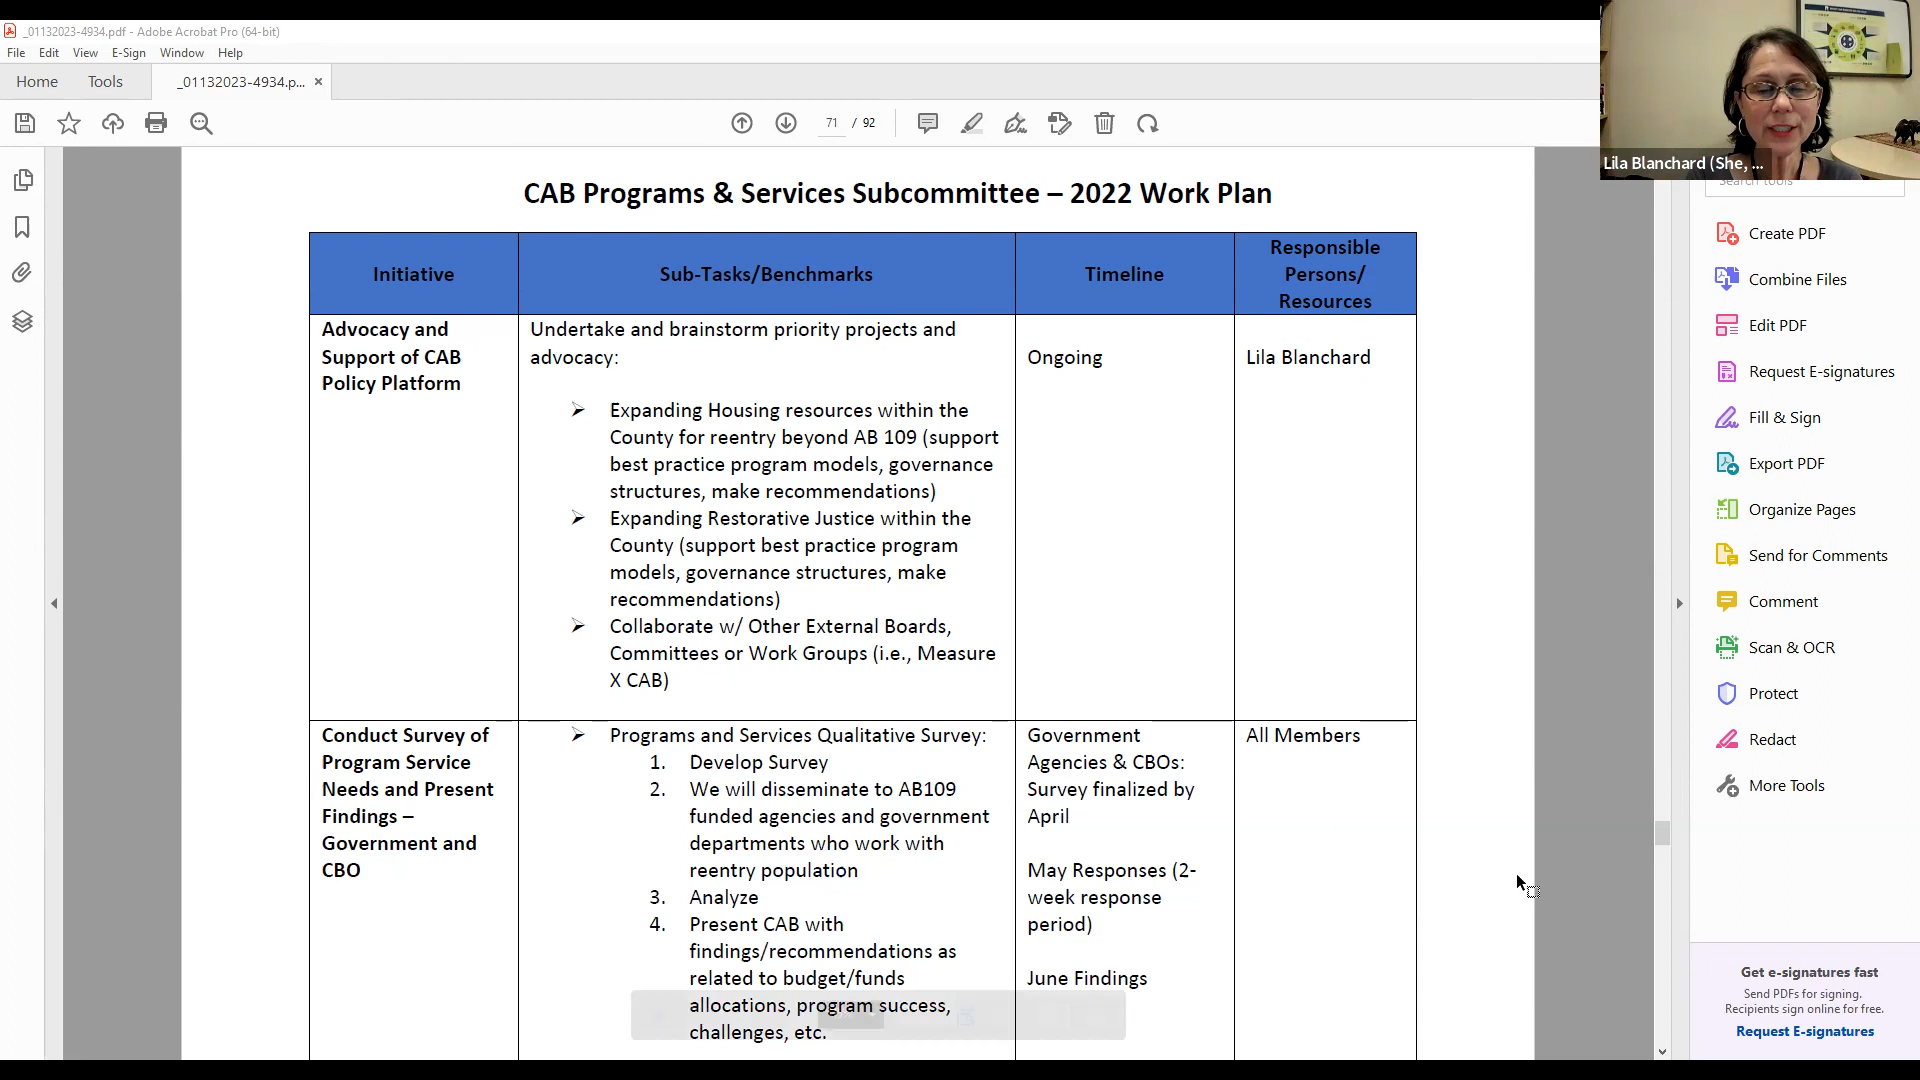 _01132023-4934.pdf - Adobe Acrobat Pro (64-bit)
File Edit View E-Sign Window Help
Home Tools _01132023-4934.p... ×
71 / 92
Lila Blanchard (She, ...
Search tools
CAB Programs & Services Subcommittee – 2022 Work Plan
Initiative
Sub-Tasks/Benchmarks
Timeline
Responsible
Persons/
Resources
Advocacy and
Support of CAB
Policy Platform
Undertake and brainstorm priority projects and
advocacy:
➢ Expanding Housing resources within the
County for reentry beyond AB 109 (support
best practice program models, governance
structures, make recommendations)
➢ Expanding Restorative Justice within the
County (support best practice program
models, governance structures, make
recommendations)
➢ Collaborate w/ Other External Boards,
Committees or Work Groups (i.e., Measure
X CAB)
Ongoing
Lila Blanchard
Conduct Survey of
Program Service
Needs and Present
Findings –
Government and
CBO
➢ Programs and Services Qualitative Survey:
1. Develop Survey
2. We will disseminate to AB109
funded agencies and government
departments who work with
reentry population
3. Analyze
4. Present CAB with
findings/recommendations as
related to budget/funds
allocations, program success,
challenges, etc.
Government
Agencies & CBOs:
Survey finalized by
April
May Responses (2-
week response
period)
June Findings
All Members
Create PDF
Combine Files
Edit PDF
Request E-signatures
Fill & Sign
Export PDF
Organize Pages
Send for Comments
Comment
Scan & OCR
Protect
Redact
More Tools
Get e-signatures fast
Send PDFs for signing.
Recipients sign online for free.
Request E-signatures